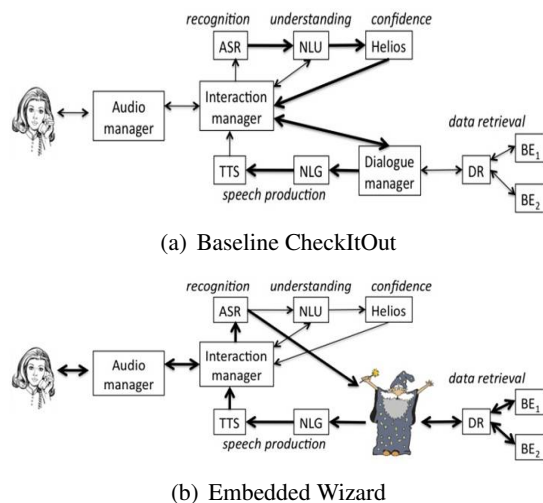 recognition understanding confidence
ASR NLU Helios
Audio manager
Interaction manager
data retrieval
BE1
TTS NLG Dialogue manager DR
speech production
BE2
(a) Baseline CheckItOut
recognition understanding confidence
ASR NLU Helios
Audio manager
Interaction manager
data retrieval
BE1
TTS NLG DR
speech production
BE2
(b) Embedded Wizard